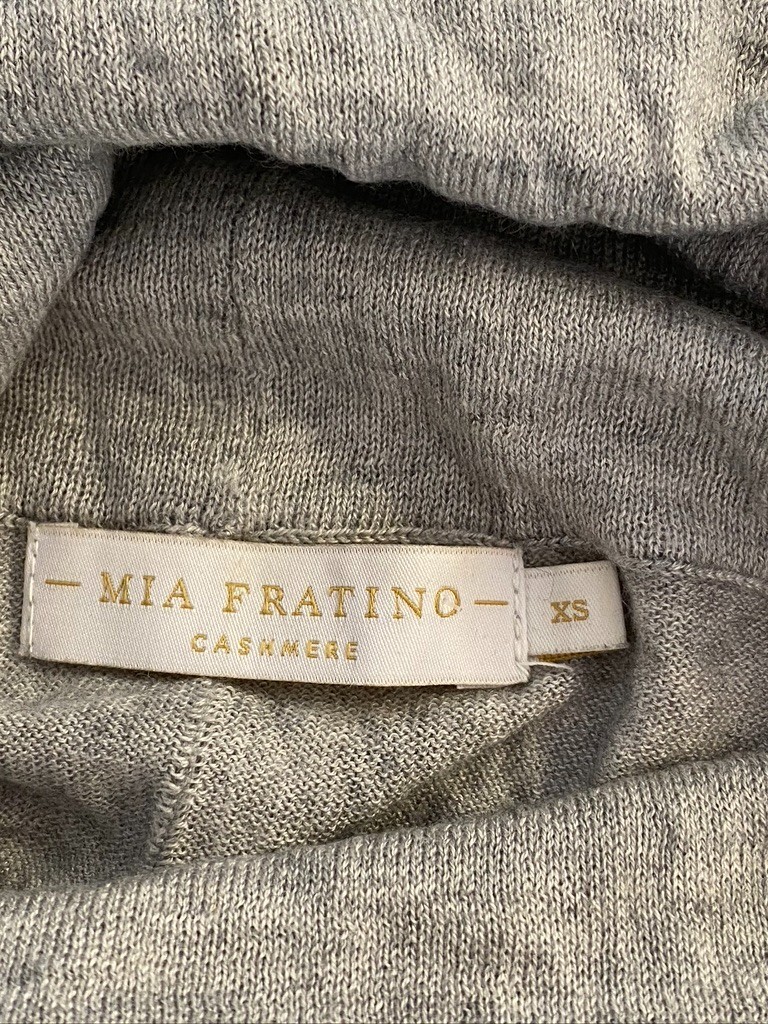 — MIA FRATINO —
CASHMERE
XS